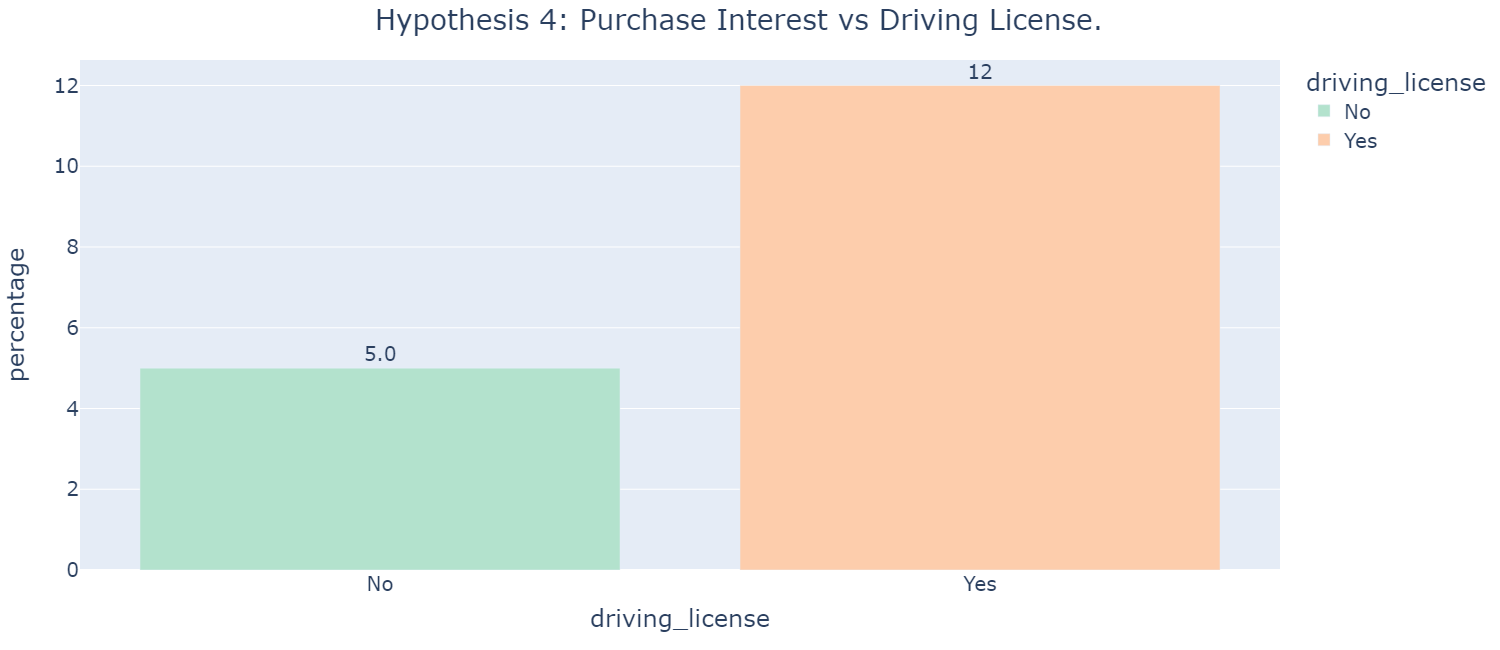 Hypothesis 4: Purchase Interest vs Driving License.
12
5.0
percentage
12
10
8
6
4
2
0
No
Yes
driving_license
driving_license
No
Yes